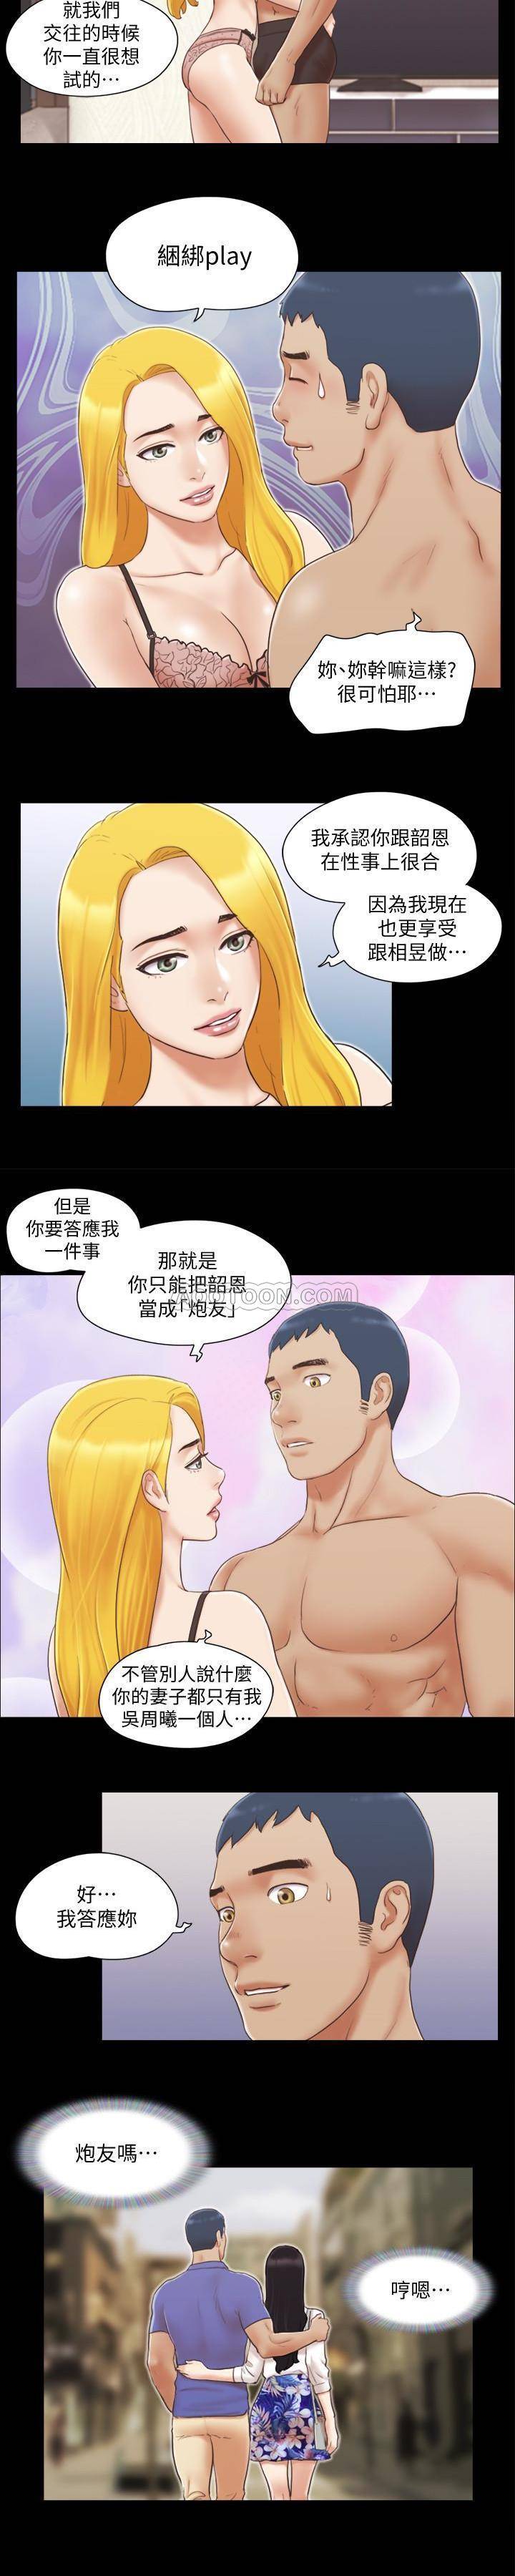 就我們
交往的時候
你一直很想
試的⋯
綑綁play
妳、妳幹嘛這樣?
很可怕耶⋯
我承認你跟韶恩
在性事上很合
因為我現在
也更享受
跟相昱做⋯
但是
你要答應我
一件事
那就是
你只能把韶恩
當成「炮友」
APPTOON.COM
不管別人說什麼
你的妻子都只有我
吳周曦一個人⋯
好⋯
我答應妳
炮友嗎⋯
哼嗯⋯